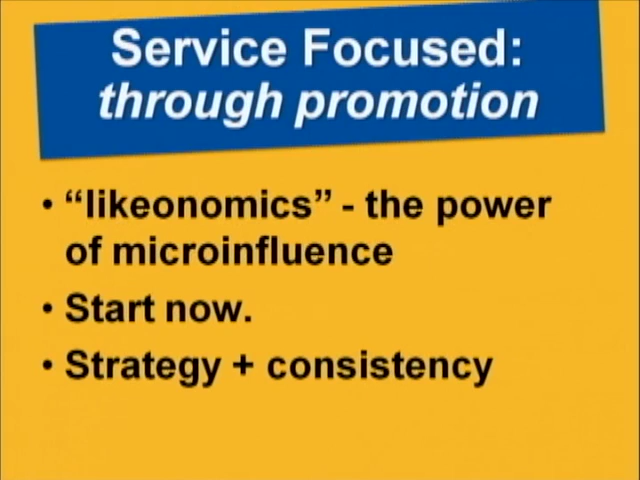 Service Focused:
through promotion
• “likeonomics” - the power
of microinfluence
• Start now.
• Strategy + consistency